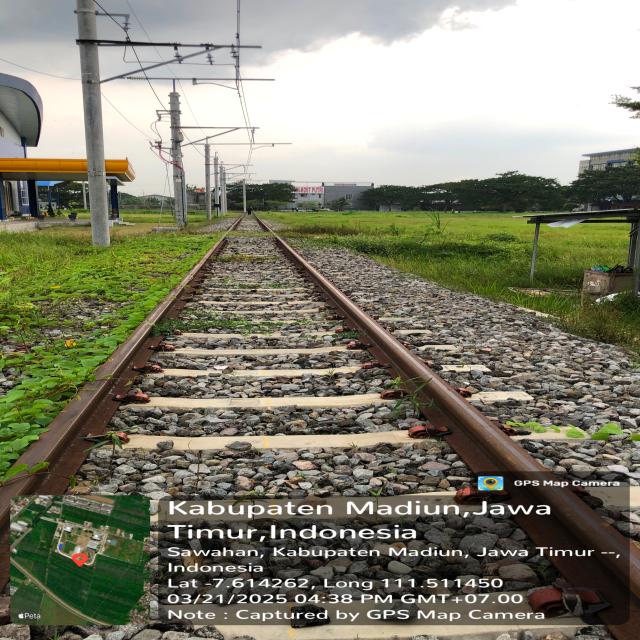 GPS Map Camera
Kabupaten Madiun,Jawa
Timur,Indonesia
Sawahan, Kabupaten Madiun, Jawa Timur --,
Indonesia
Lat -7.614262, Long 111.511450
03/21/2025 04:38 PM GMT+07.00
Note : Captured by GPS Map Camera
Peta